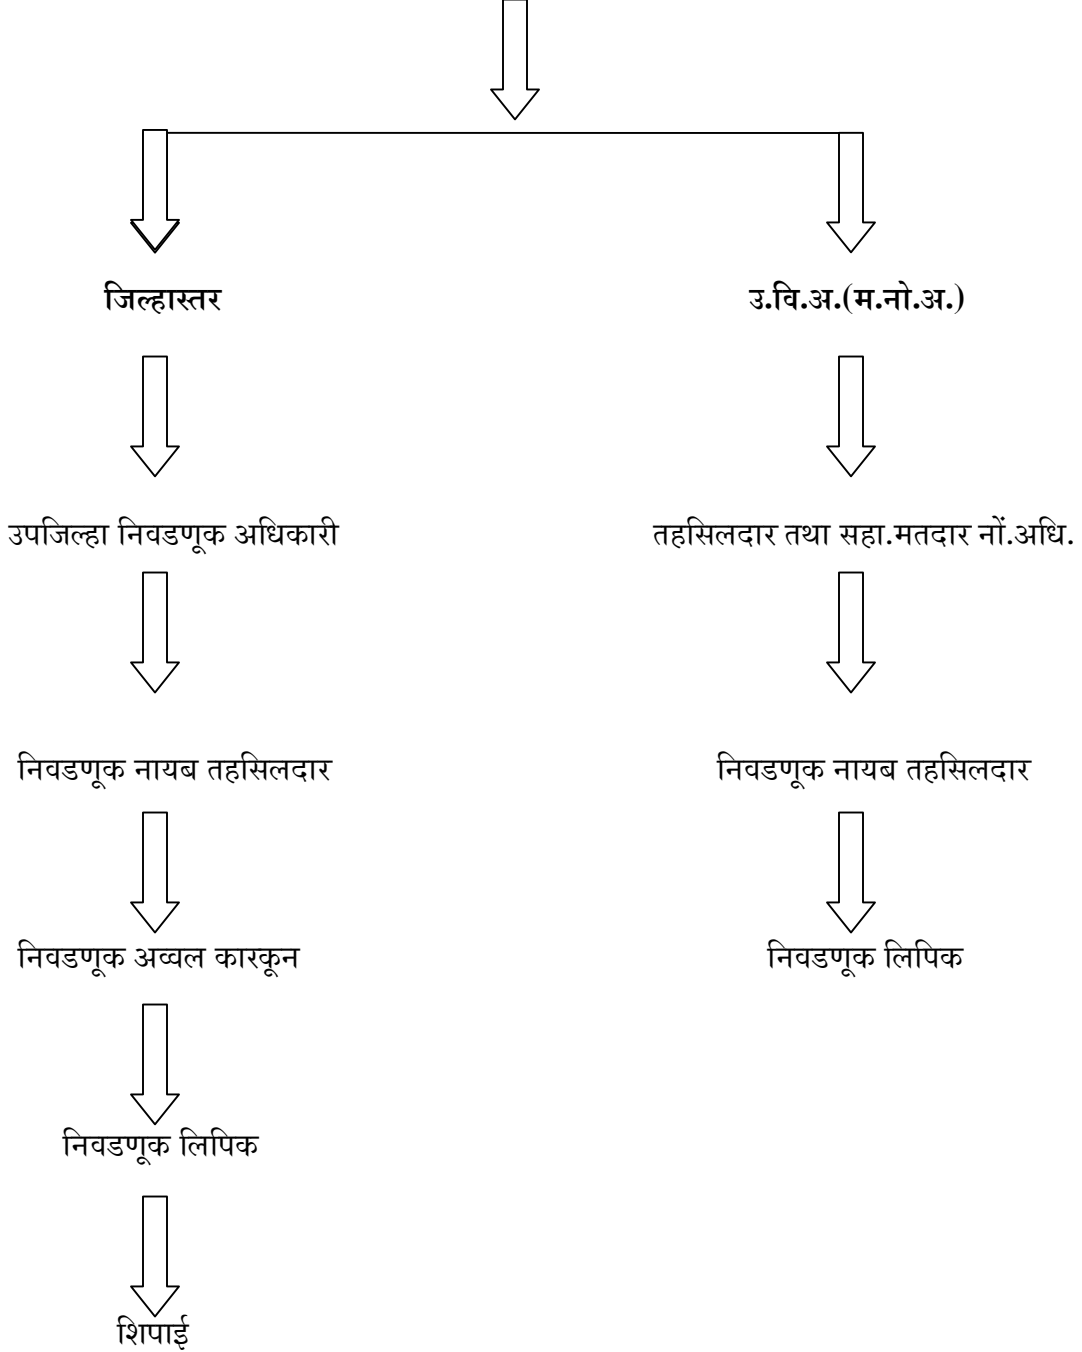 जिल्हास्तर
उ.वि.अ.(म.नो.अ.)
उपजिल्हा निवडणूक अधिकारी
तहसिलदार तथा सहा.मतदार नों.अधि.
निवडणूक नायब तहसिलदार
निवडणूक नायब तहसिलदार
निवडणूक अव्वल कारकून
निवडणूक लिपिक
निवडणूक लिपिक
शिपाई